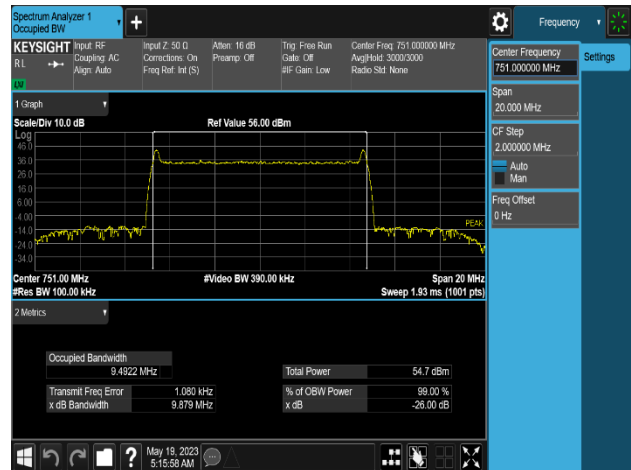 Spectrum Analyzer 1
Occupied BW
Frequency
KEYSIGHT
RL
LW
Input: RF
Coupling: AC
Align: Auto
Input Z: 50 Ω
Corrections: On
Freq Ref: Int (S)
Atten: 16 dB
Preamp: Off
Trig: Free Run
Gate: Off
#IF Gain: Low
Center Freq: 751.000000 MHz
Avg|Hold: 3000/3000
Radio Std: None
Center Frequency
751.000000 MHz
Settings
Span
20.000 MHz
CF Step
2.000000 MHz
Auto
Man
Freq Offset
0 Hz
1 Graph
Scale/Div 10.0 dB
Ref Value 56.00 dBm
Log
46.0
36.0
26.0
16.0
6.00
-4.00
-14.0
-24.0
-34.0
PEAK
Center 751.00 MHz
#Video BW 390.00 kHz
Span 20 MHz
#Res BW 100.00 kHz
Sweep 1.93 ms (1001 pts)
2 Metrics
Occupied Bandwidth
9.4922 MHz
Total Power
54.7 dBm
Transmit Freq Error
1.080 kHz
% of OBW Power
99.00 %
x dB Bandwidth
9.879 MHz
x dB
-26.00 dB
?
May 19, 2023
5:15:58 AM